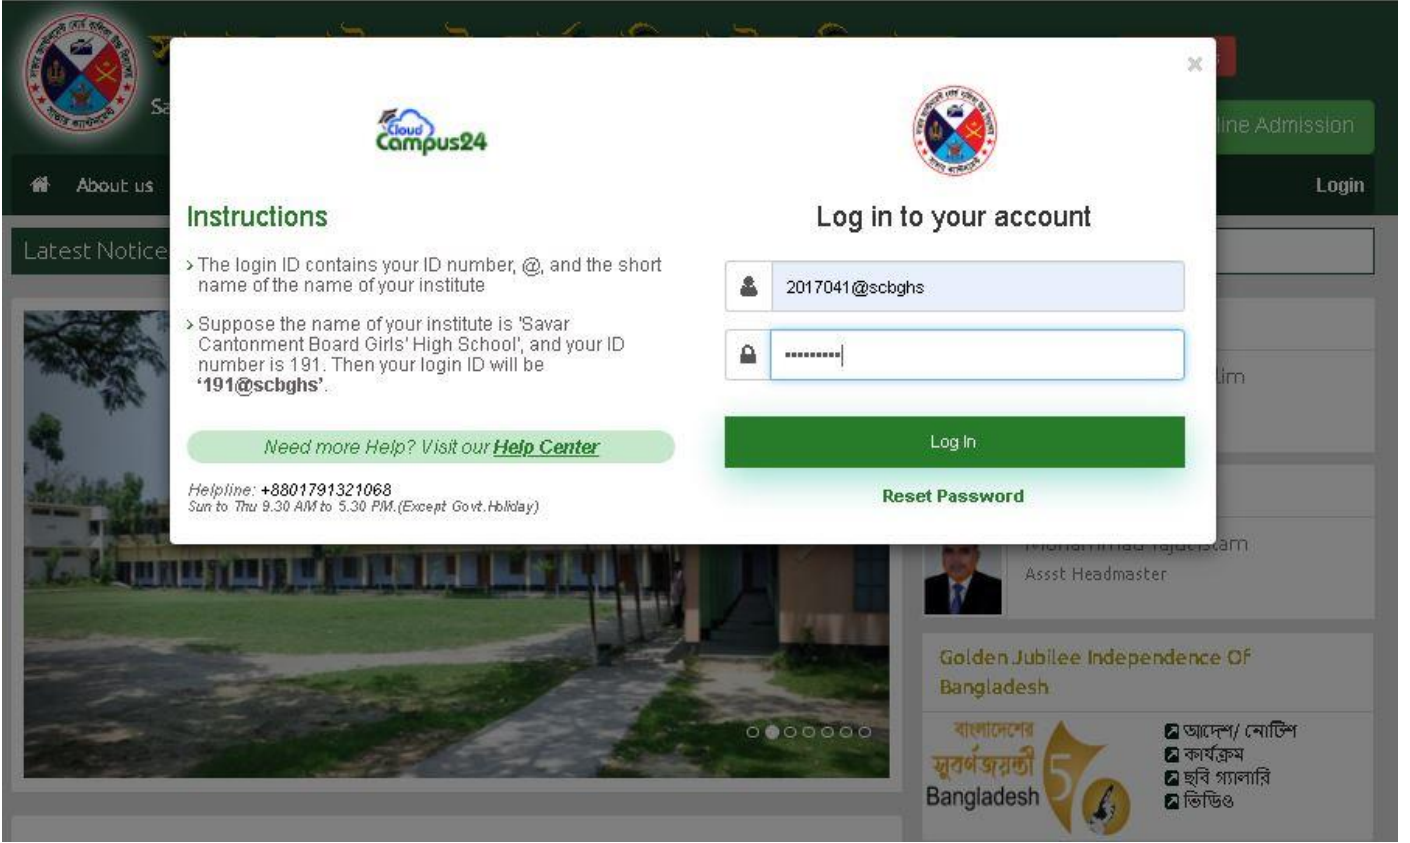 Cloud
Campus24
Instructions
The login ID contains your ID number, @, and the short
name of the name of your institute
Suppose the name of your institute is 'Savar
Cantonment Board Girls' High School', and your ID
number is 191. Then your login ID will be
‘191@scbghs’.
Need more Help? Visit our Help Center
Helpline: +8801791321068
Sun to Thu 9.30 AM to 5.30 PM.(Except Govt.Holiday)
×
Log in to your account
2017041@scbghs
•••••••••
Log In
Reset Password
Admission
About us
Login
Latest Notice
Assst Headmaster
Golden Jubilee Independence Of
Bangladesh
বাংলাদেশের
সুবর্ণজয়ন্তী
Bangladesh
আদেশ/ নোটিশ
কার্যক্রম
ছবি গ্যালারি
ভিডিও